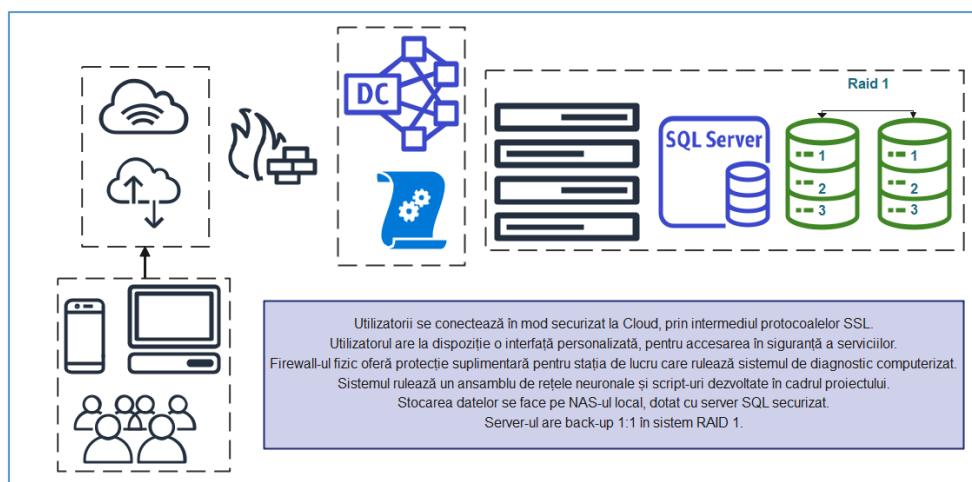 DC
Raid 1
SQL Server
1
2
3
1
2
3
Utilizatorii se conectează în mod securizat la Cloud, prin intermediul protocoalelor SSL.
Utilizatorul are la dispoziție o interfață personalizată, pentru accesarea în siguranță a serviciilor.
Firewall-ul fizic oferă protecție suplimentară pentru stația de lucru care rulează sistemul de diagnostic computerizat.
Sistemul rulează un ansamblu de rețele neuronale și script-uri dezvoltate în cadrul proiectului.
Stocarea datelor se face pe NAS-ul local, dotat cu server SQL securizat.
Server-ul are back-up 1:1 în sistem RAID 1.